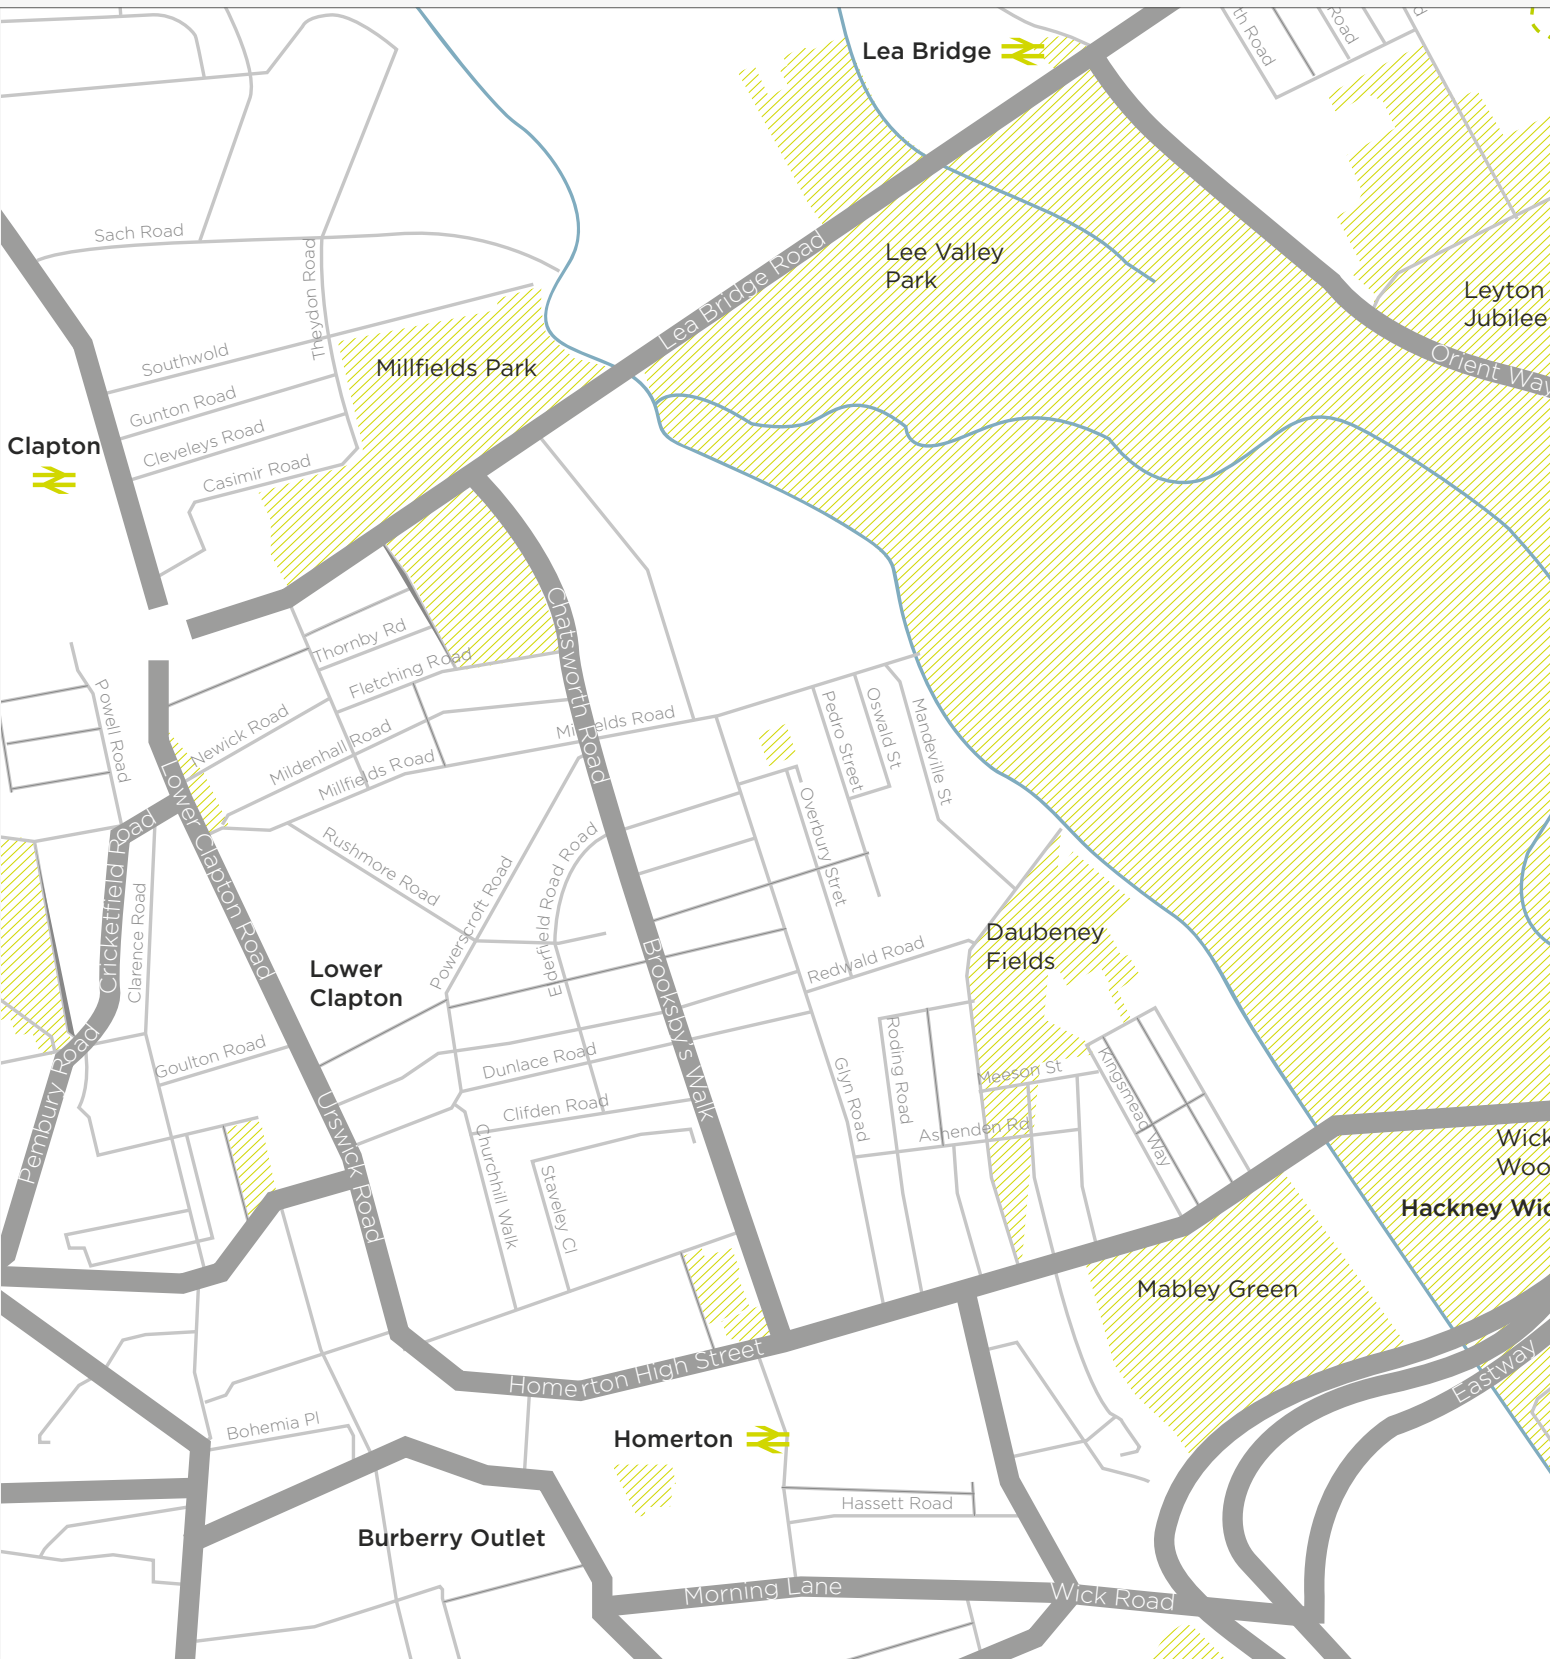 th Road
Road
Lea Bridge
Sach Road
Theydon Road
Lee Valley
Park
Leyton
Jubilee
Lea Bridge Road
Southwold
Millfields Park
Orient Way
Gunton Road
Cleveleys Road
Clapton
Casimir Road
Chatsworth Road
Thornby Rd
Fletching Road
Powell Road
Newick Road
Mildenhall Road
Millfields Road
Millfields Road
Pedro Street
Oswald St
Mandeville St
Lower Clapton Road
Overbury Stret
Cricketfield Road
Clarence Road
Rushmore Road
Powerscroft Road
Elderfield Road Road
Daubeney
Fields
Lower
Clapton
Brooksby's Walk
Redwald Road
Goulton Road
Pembury Road
Dunlace Road
Clifden Road
Glyn Road
Roding Road
Meeson St
Ashenden Rd
Kingsmead Way
Urswick Road
Churchhill Walk
Staveley Cl
Wick
Woo
Hackney Wic
Mabley Green
Homerton High Street
Eastway
Bohemia Pl
Homerton
Hassett Road
Burberry Outlet
Morning Lane
Wick Road